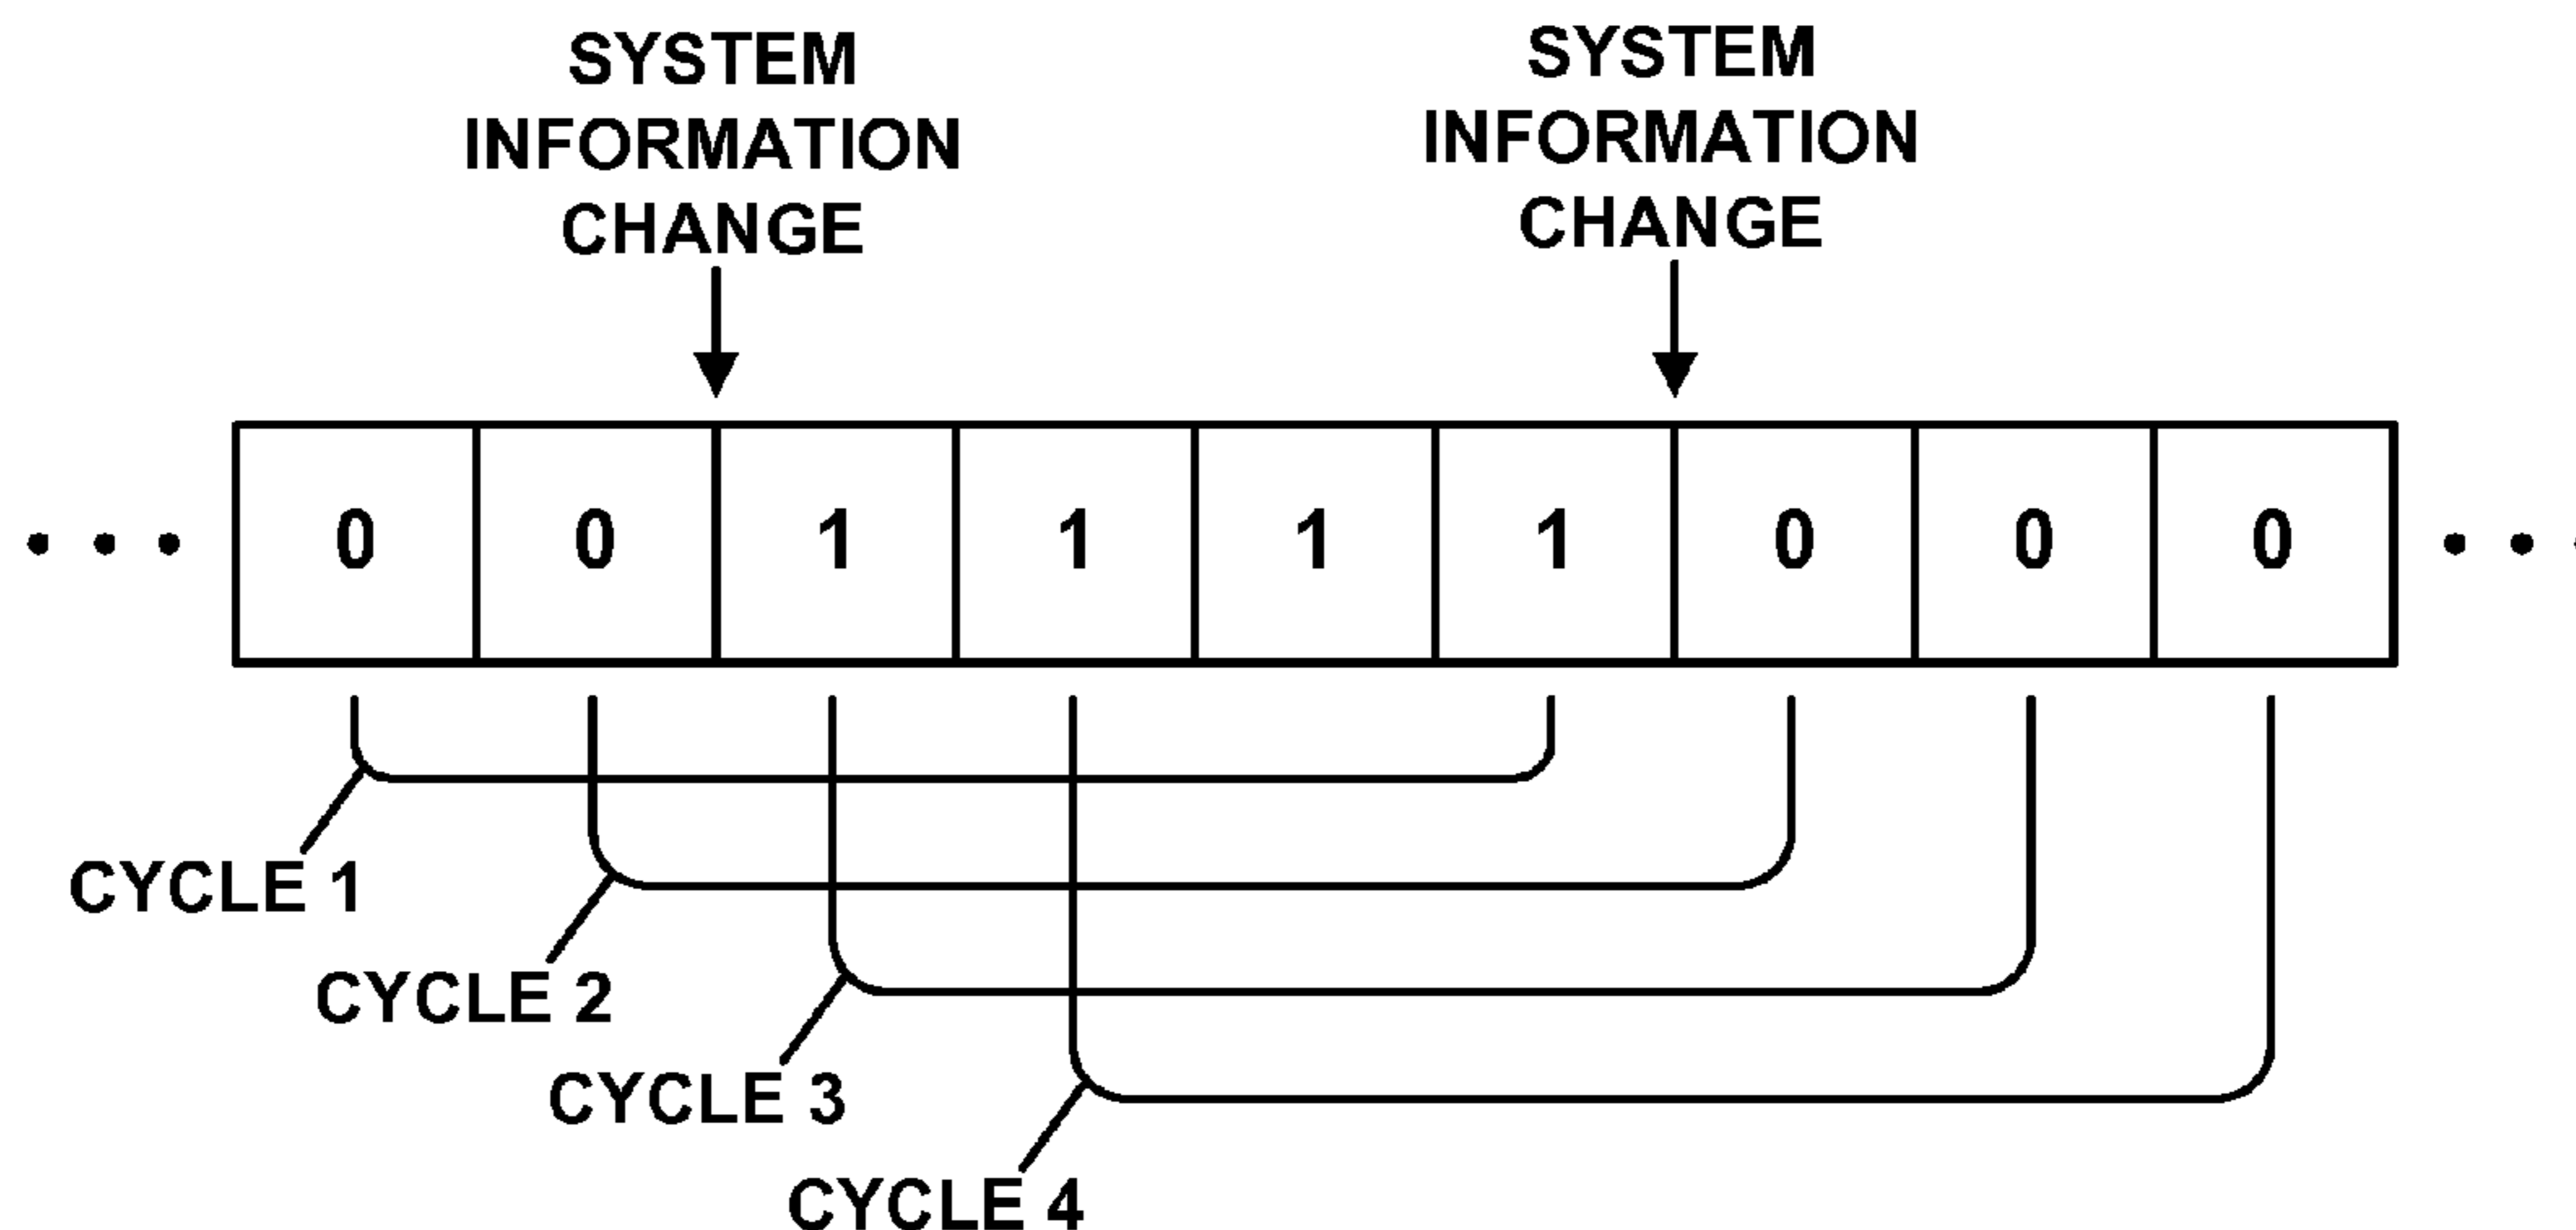 SYSTEM
INFORMATION
CHANGE
SYSTEM
INFORMATION
CHANGE
0 0 1 1 1 1 0 0 0
CYCLE 1
CYCLE 2
CYCLE 3
CYCLE 4